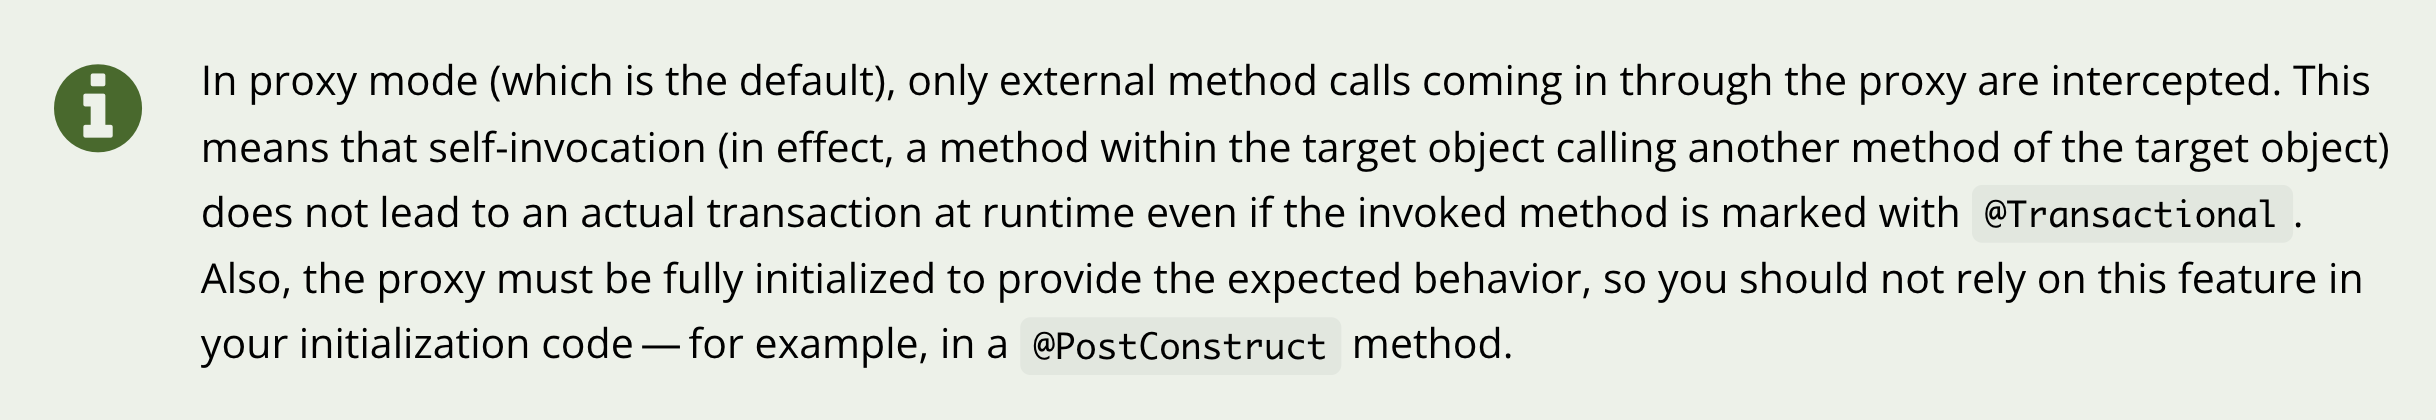 In proxy mode (which is the default), only external method calls coming in through the proxy are intercepted. This
means that self-invocation (in effect, a method within the target object calling another method of the target object)
does not lead to an actual transaction at runtime even if the invoked method is marked with @Transactional.
Also, the proxy must be fully initialized to provide the expected behavior, so you should not rely on this feature in
your initialization code — for example, in a @PostConstruct method.